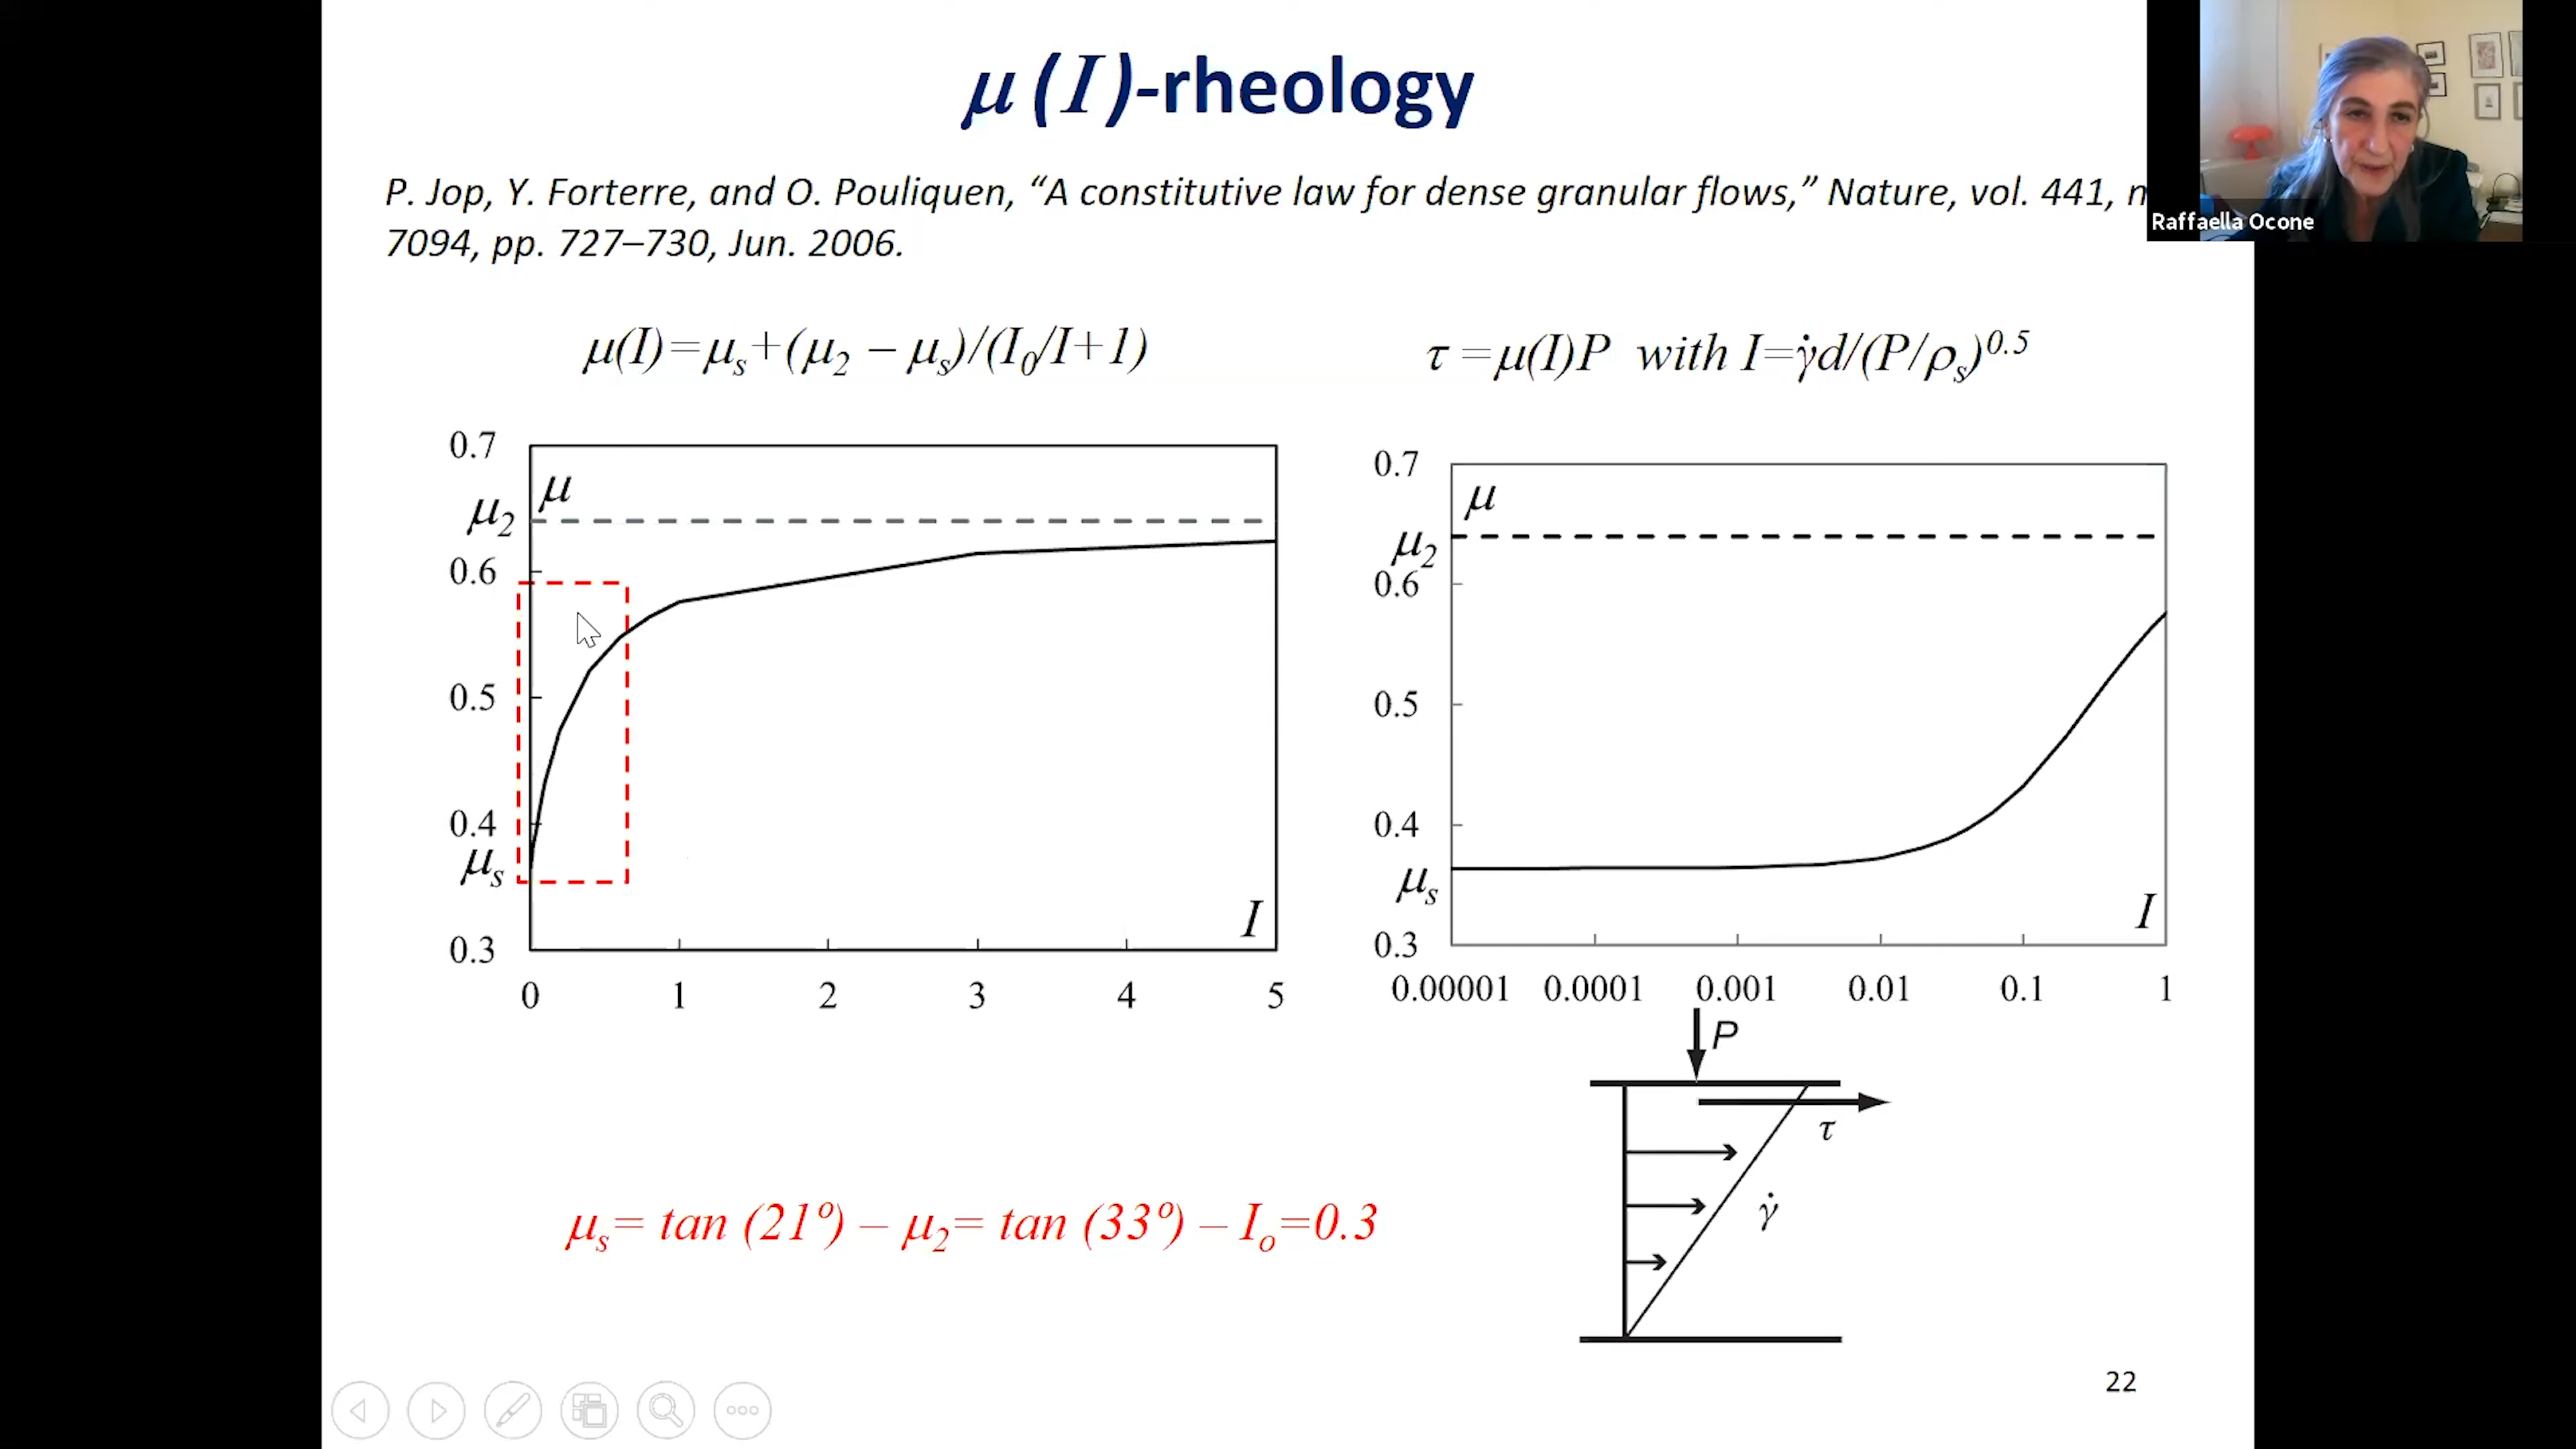 μ (I)-rheology
P. Jop, Y. Forterre, and O. Pouliquen, “A constitutive law for dense granular flows,” Nature, vol. 441,
7094, pp. 727–730, Jun. 2006.
Raffaella Ocone
μ(I)=μs+(μ2 – μs)/(I0/I+1)
τ =μ(I)P with I=γ̇d/(P/ρs)^0.5
0.7
μ
μ2
0.6
0.5
0.4
μs
0.3
I
0 1 2 3 4 5
0.7
μ
μ2
0.6
0.5
0.4
μs
0.3
I
0.00001 0.0001 0.001 0.01 0.1 1
P
τ
γ̇
μs= tan (21º) – μ2= tan (33º) – Io=0.3
22